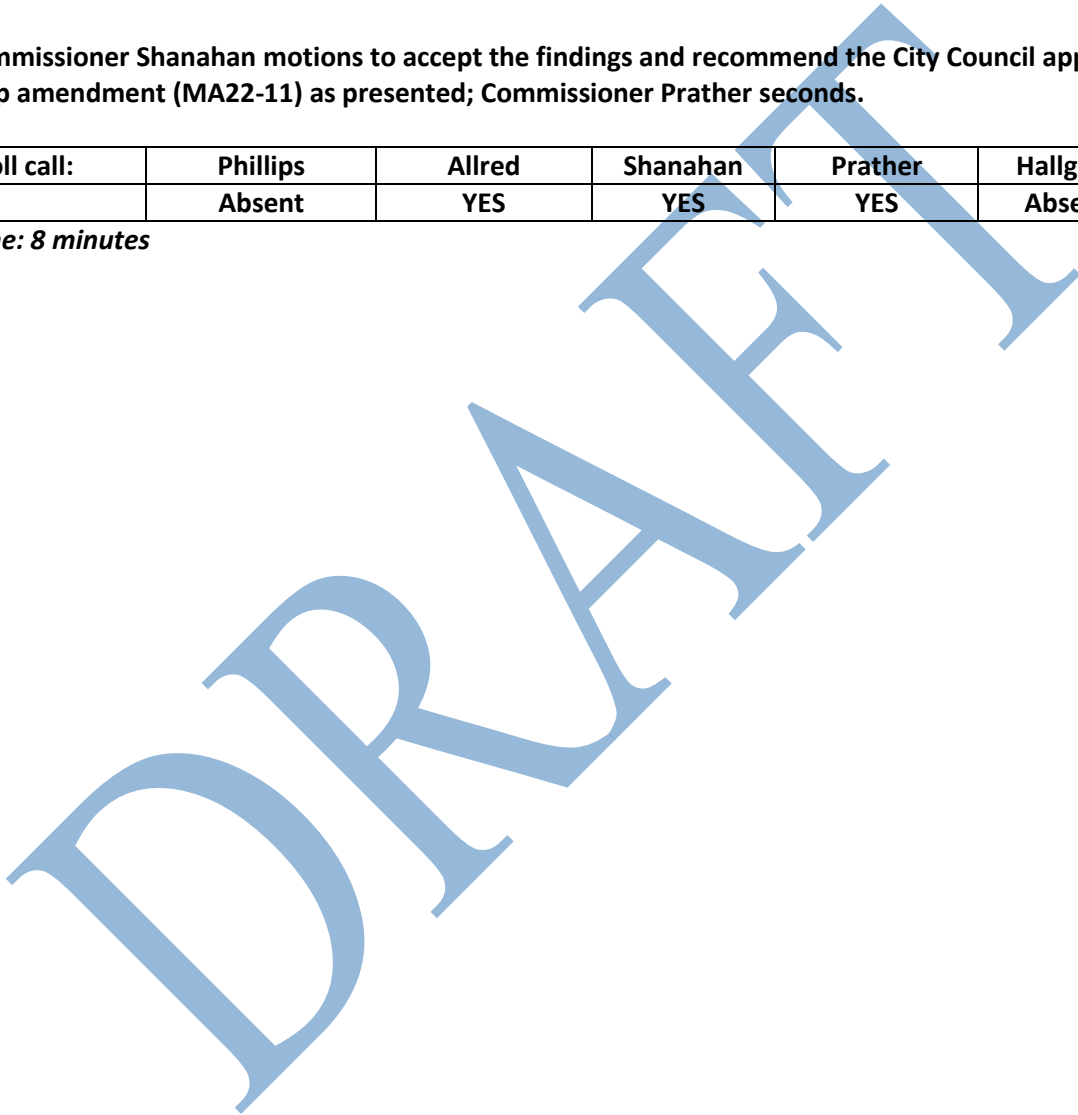 mmissioner Shanahan motions to accept the findings and recommend the City Council app
p amendment (MA22-11) as presented; Commissioner Prather seconds.
ll call: Phillips Allred Shanahan Prather Hallg
Absent YES YES YES Abse
e: 8 minutes
DRAFT